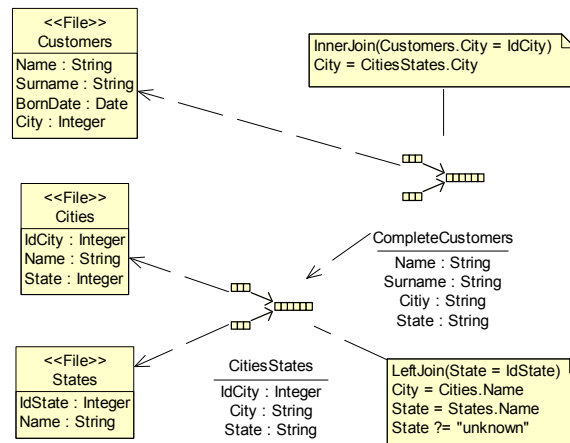 <<File>>
Customers
Name : String
Surname : String
BornDate : Date
City : Integer
InnerJoin(Customers.City = IdCity)
City = CitiesStates.City
<<File>>
Cities
IdCity : Integer
Name : String
State : Integer
CompleteCustomers
Name : String
Surname : String
Citiy : String
State : String
<<File>>
States
IdState : Integer
Name : String
CitiesStates
IdCity : Integer
City : String
State : String
LeftJoin(State = IdState)
City = Cities.Name
State = States.Name
State ?= "unknown"